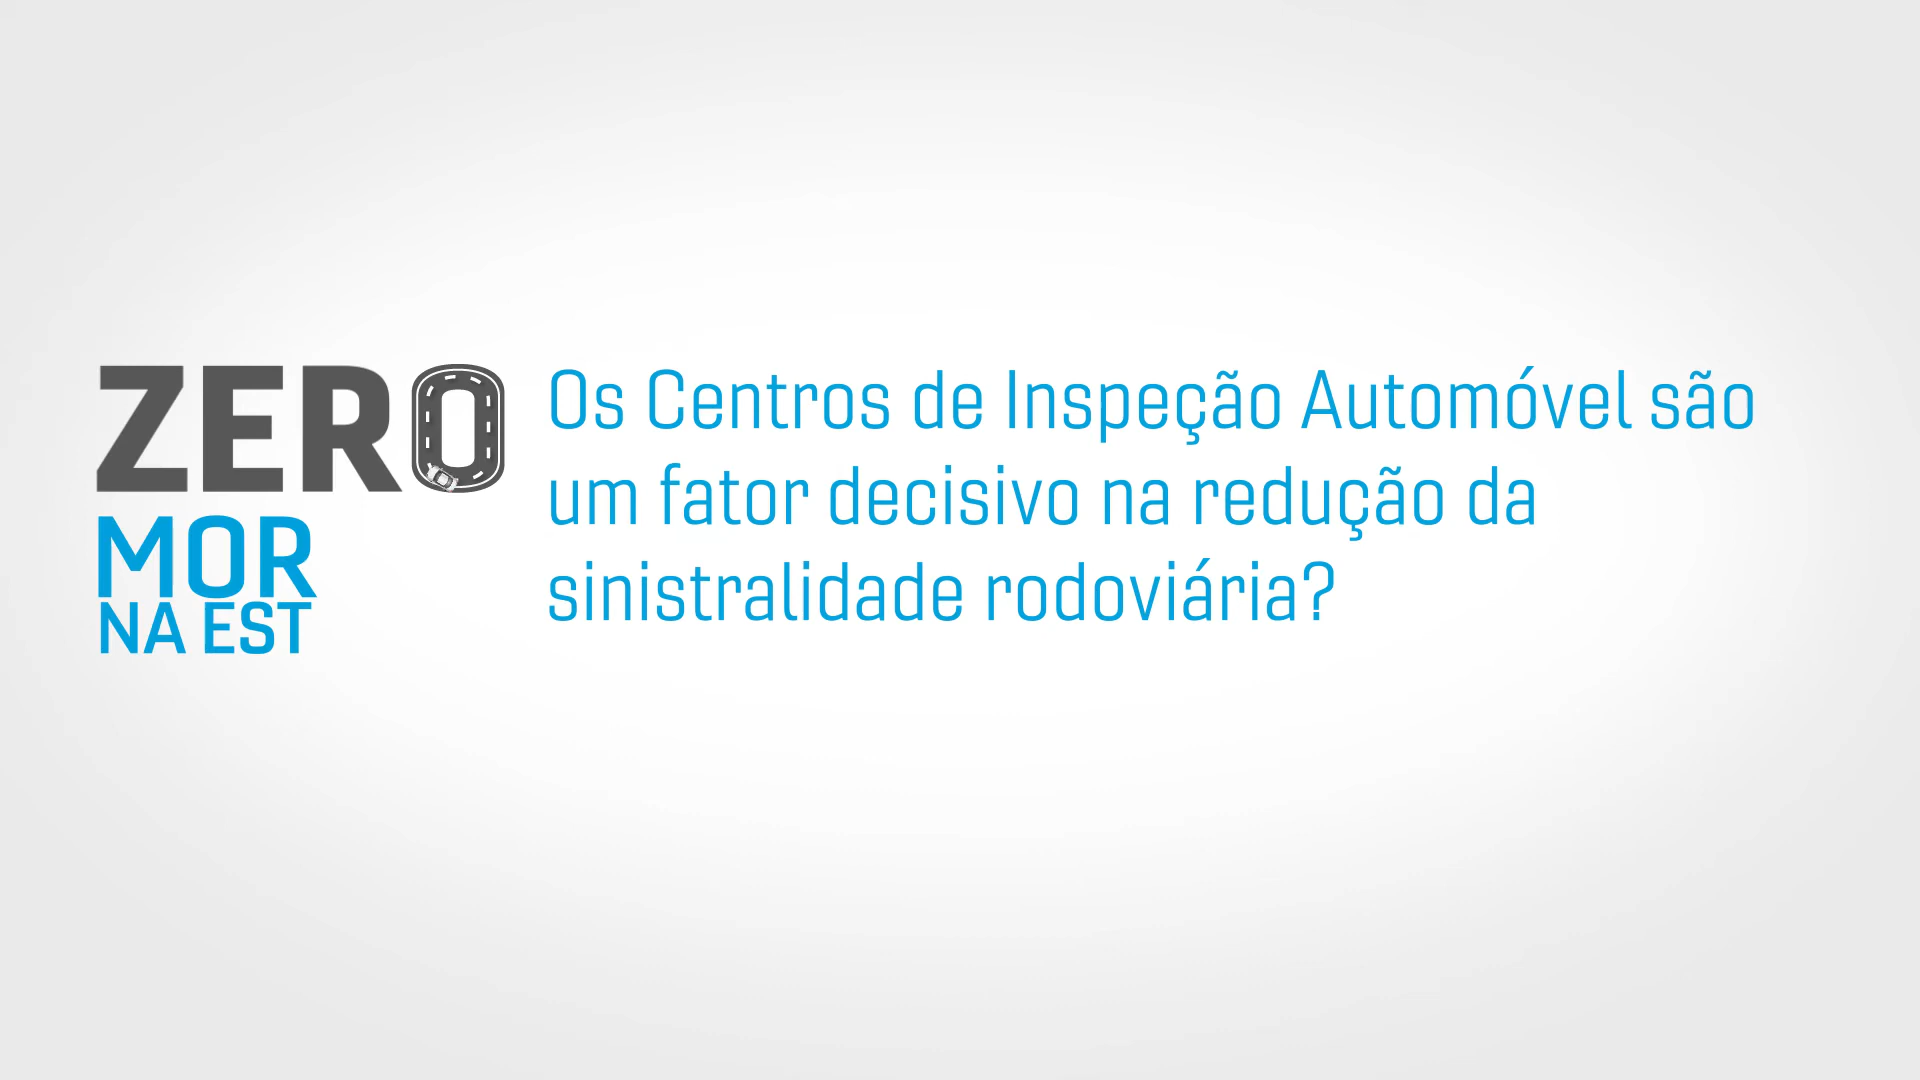 ZERO
MOR
NA EST
Os Centros de Inspeção Automóvel são
um fator decisivo na redução da
sinistralidade rodoviária?